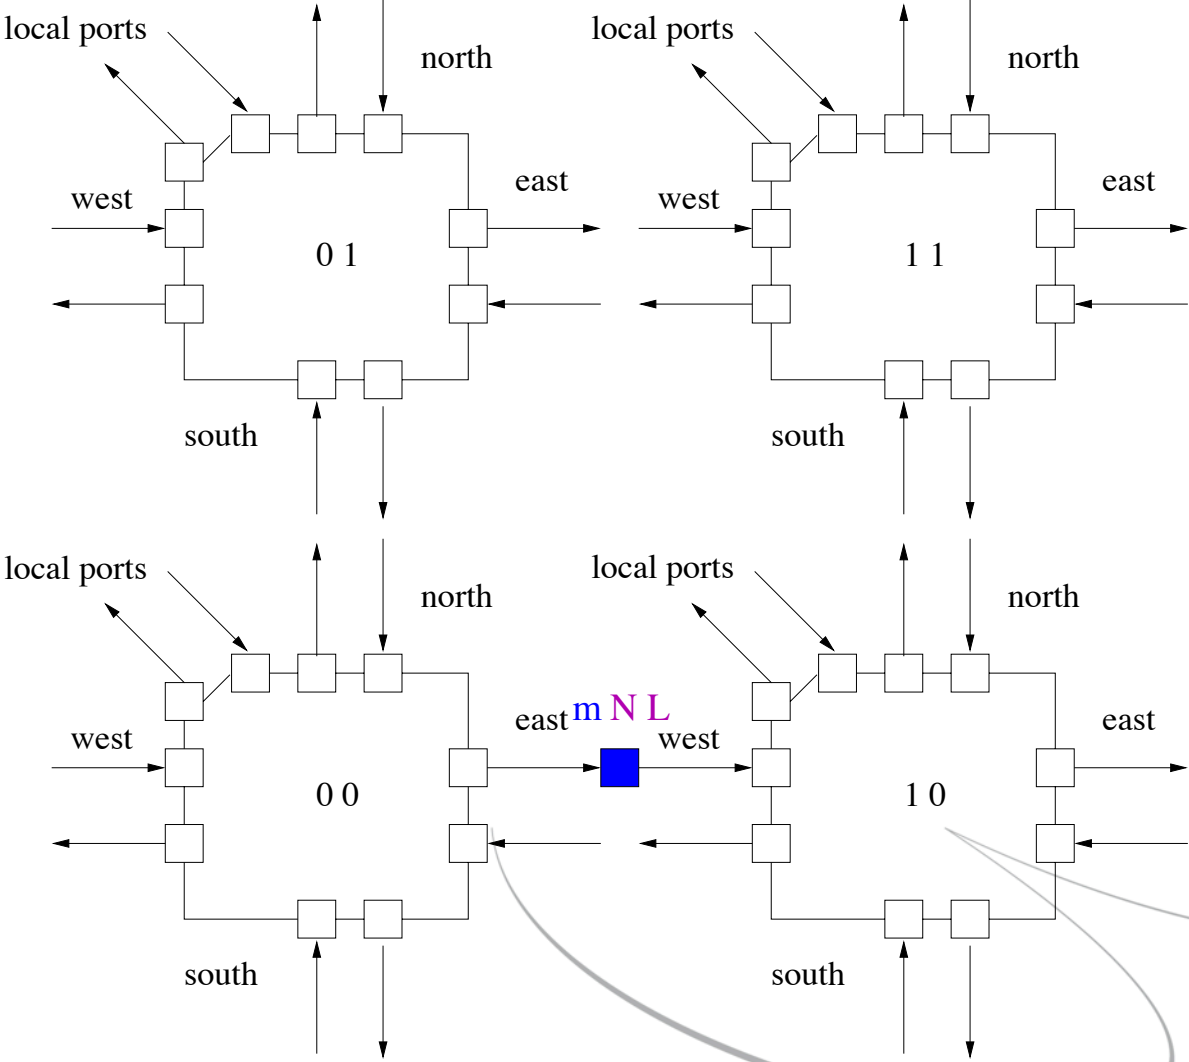 local ports
north
west
east
0 1
south
local ports
north
west
east
1 1
south
local ports
north
west
east
0 0
south
m N L
local ports
north
west
east
1 0
south